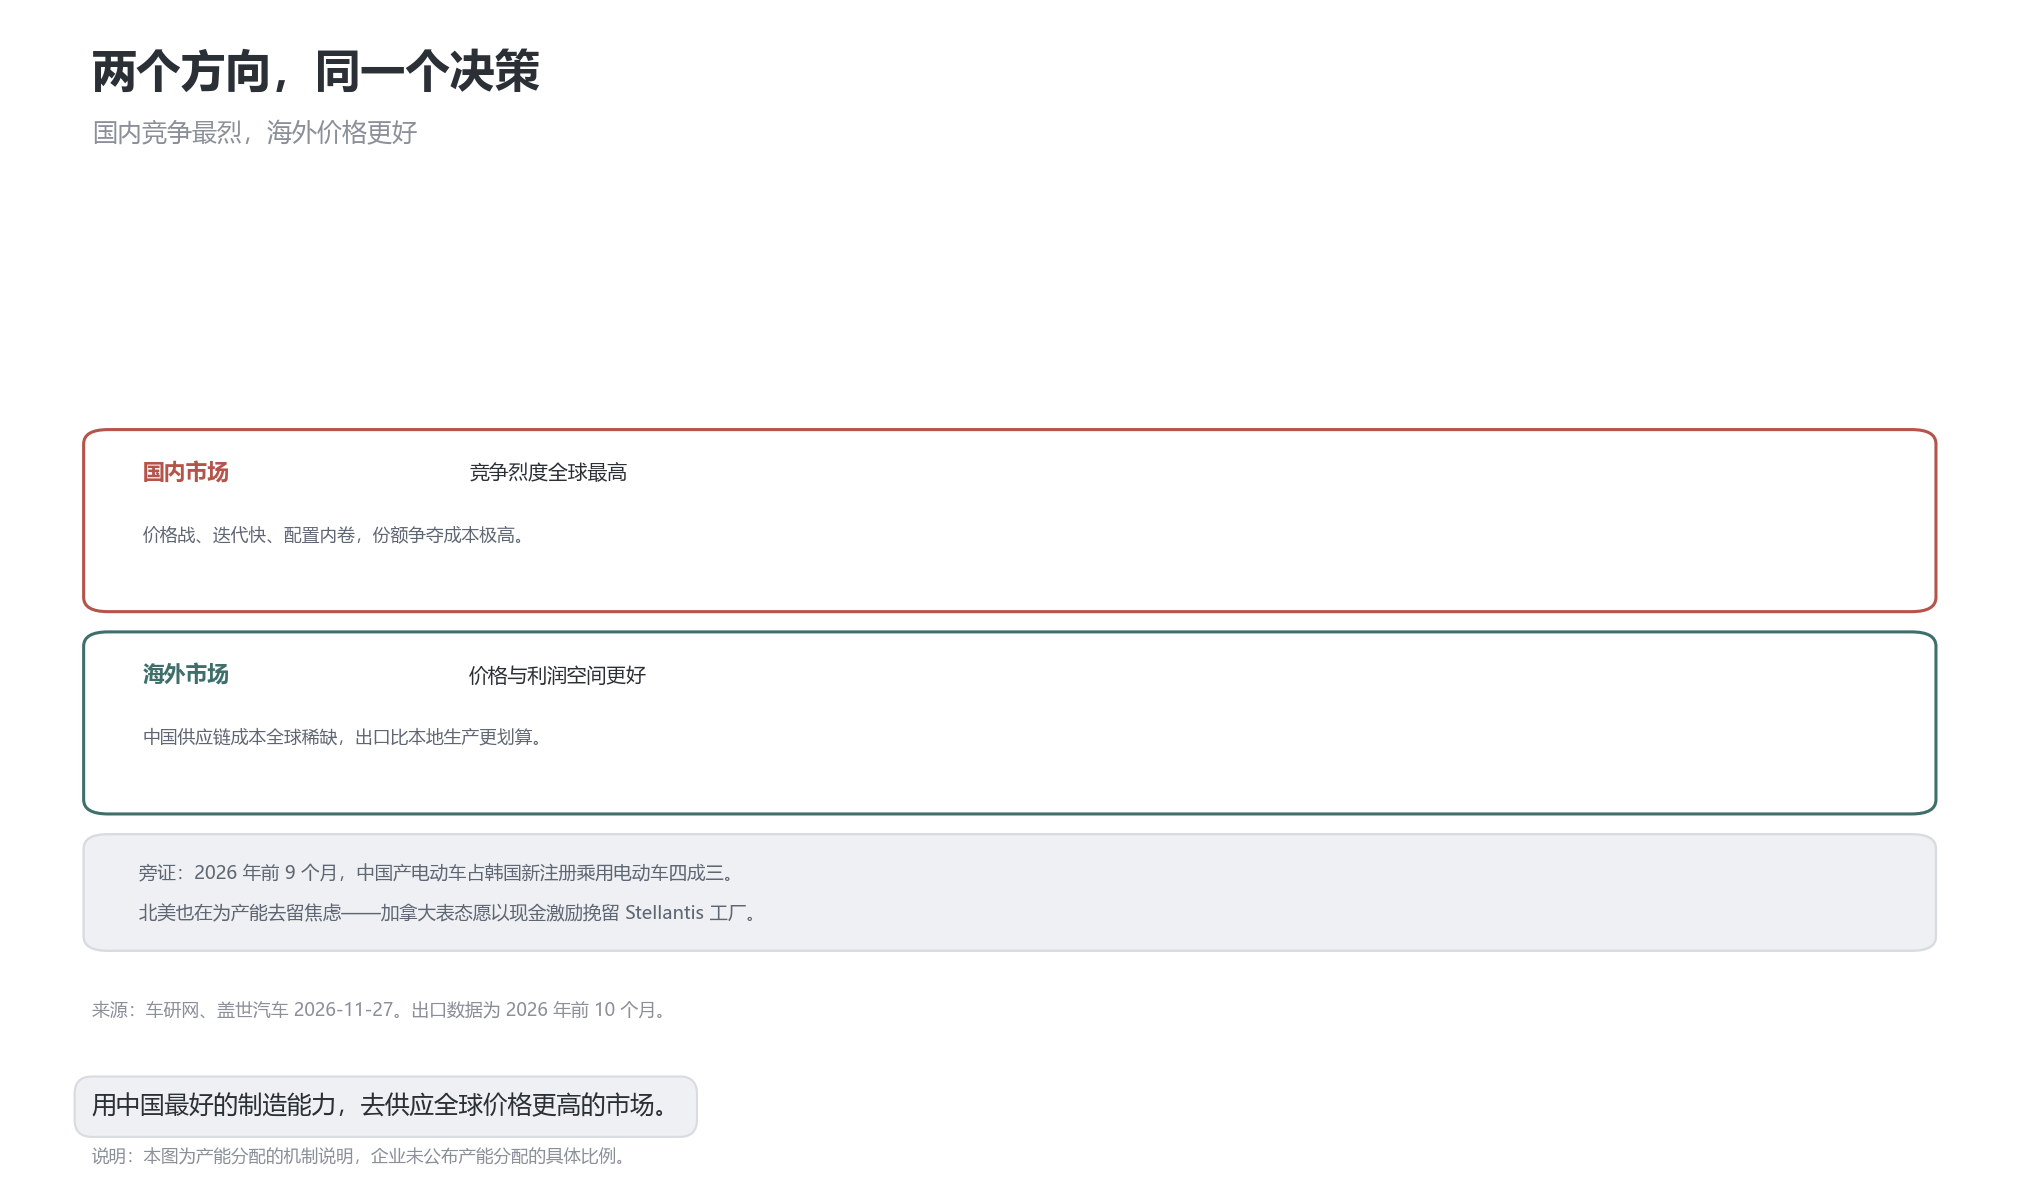 两个方向，同一个决策
国内竞争最烈，海外价格更好
国内市场 竞争烈度全球最高
价格战、迭代快、配置内卷，份额争夺成本极高。
海外市场 价格与利润空间更好
中国供应链成本全球稀缺，出口比本地生产更划算。
旁证：2026 年前 9 个月，中国产电动车占韩国新注册乘用电动车四成三。
北美也在为产能去留焦虑——加拿大表态愿以现金激励挽留 Stellantis 工厂。
来源：车研网、盖世汽车 2026-11-27。出口数据为 2026 年前 10 个月。
用中国最好的制造能力，去供应全球价格更高的市场。
说明：本图为产能分配的机制说明，企业未公布产能分配的具体比例。